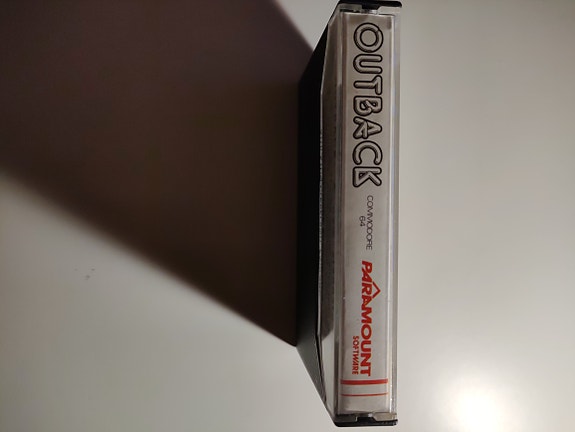 OUTBACK
COMMODORE
64
PARAMOUNT
SOFTWARE